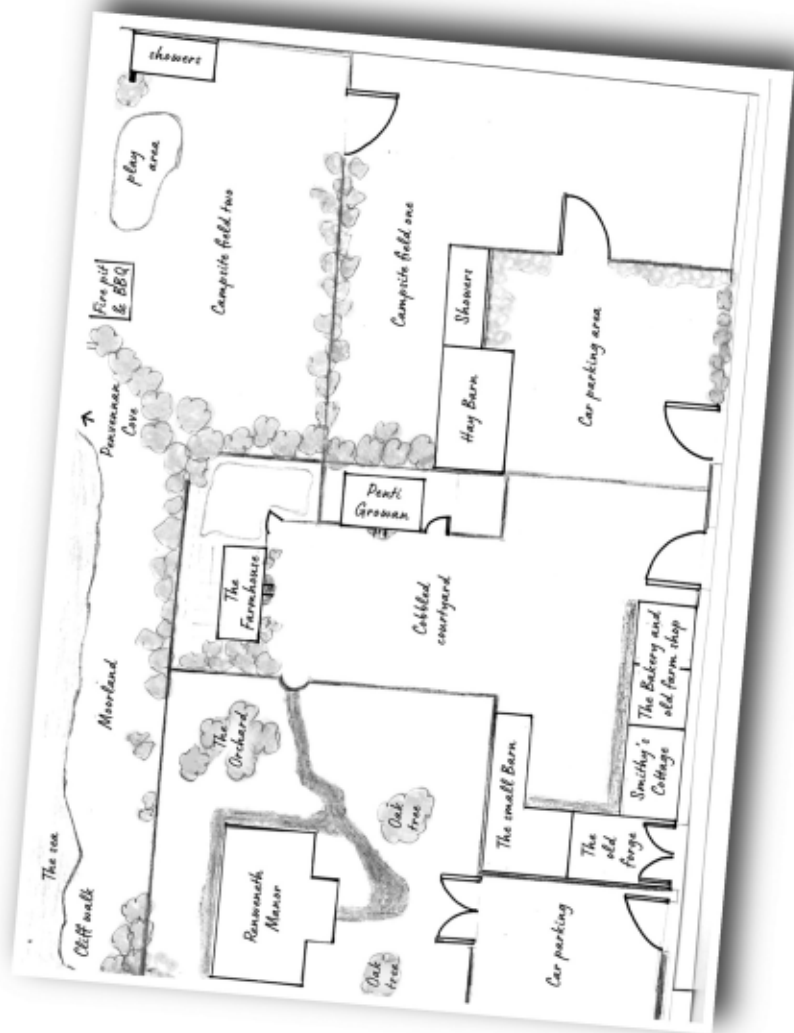 The sea
Cliff walk
Moorland
Penvennan
Cove
Fire pit
& BBQ
play
area
showers
Renweneth
Manor
The
Orchard
The
Farmhouse
Campsite field two
Oak
tree
Oak
tree
Cobbled
courtyard
Penti
Growan
Campsite field one
The small Barn
Hay Barn
Showers
Car parking
The
old
forge
Smithy's
Cottage
The Bakery and
old farm shop
Car parking area